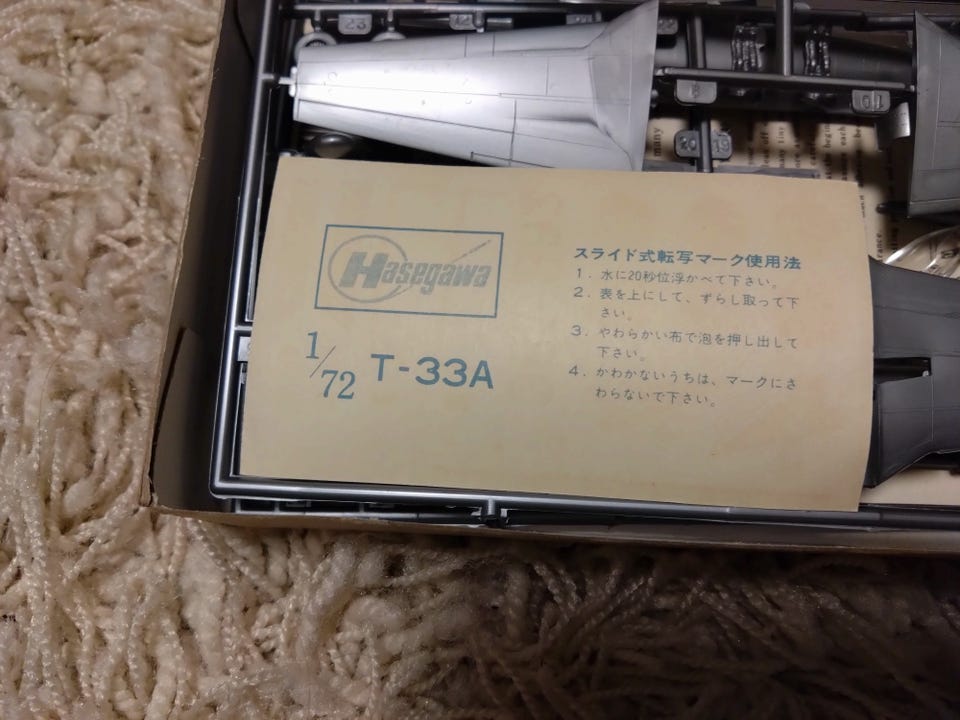 23
20 19
Hasegawa
1/72 T-33A
スライド式転写マーク使用法
1. 水に20秒位浮かべて下さい。
2. 表を上にして、ずらし取って下
さい。
3. やわらかい布で泡を押し出して
下さい。
4. かわかないうちは、マークにさ
わらないで下さい。